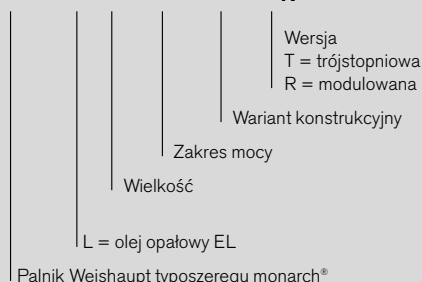 Wersja
T = trójstopniowa
R = modulowana
Wariant konstrukcyjny
Zakres mocy
Wielkość
L = olej opałowy EL
Palnik Weishaupt typoszeregu monarch®